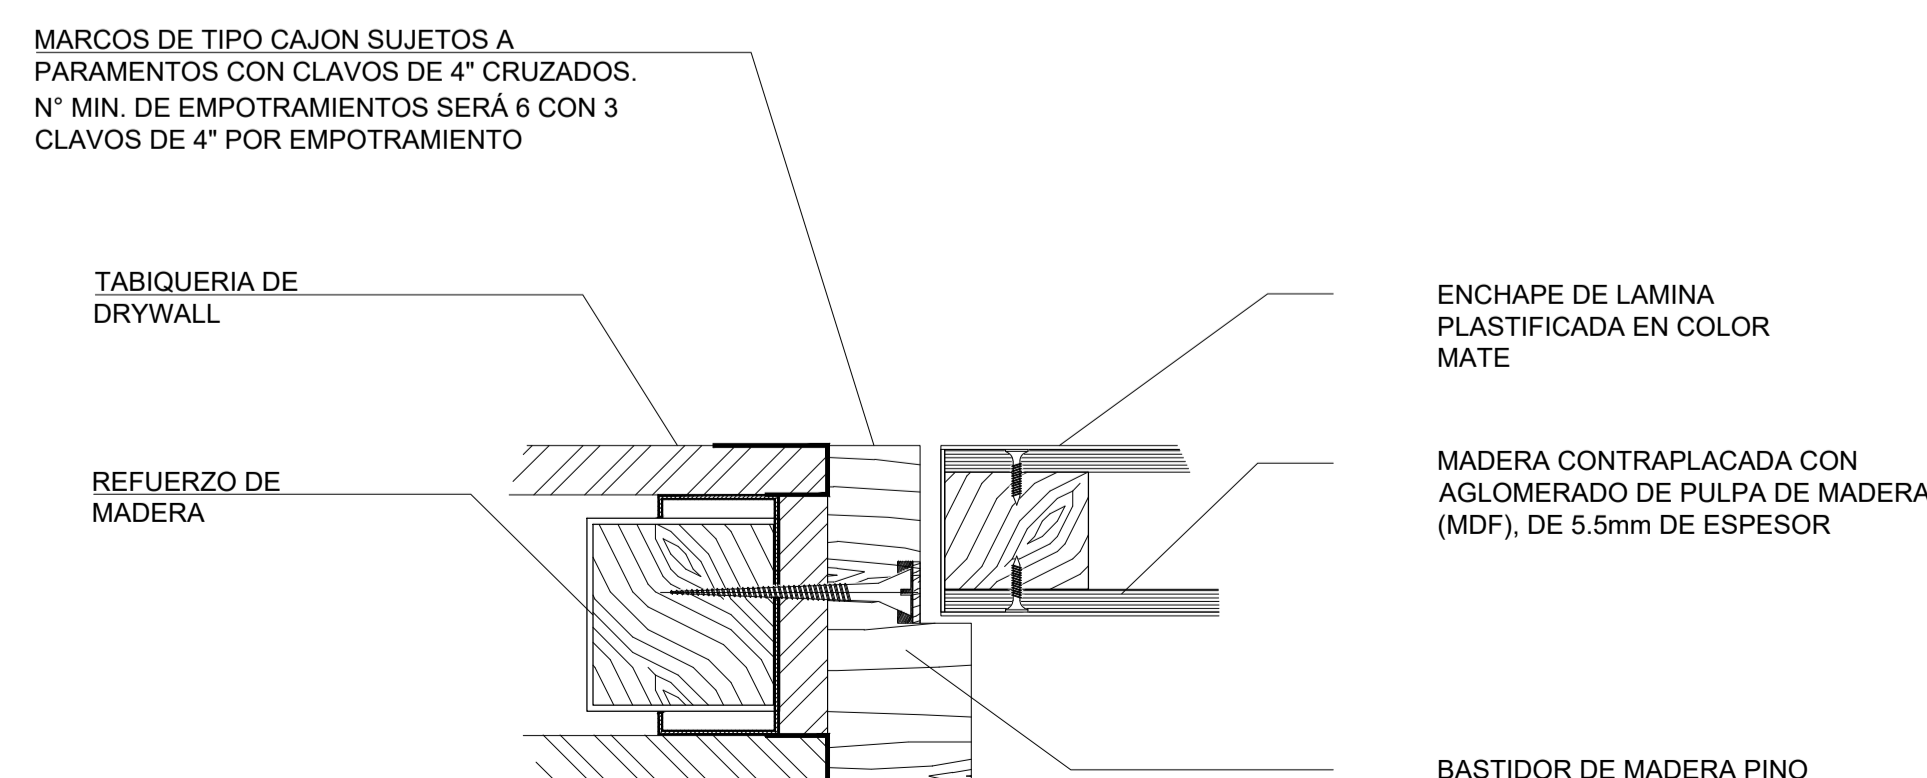 MARCOS DE TIPO CAJON SUJETOS A
PARAMENTOS CON CLAVOS DE 4" CRUZADOS.
N° MIN. DE EMPOTRAMIENTOS SERÁ 6 CON 3
CLAVOS DE 4" POR EMPOTRAMIENTO
TABIQUERIA DE
DRYWALL
REFUERZO DE
MADERA
ENCHAPE DE LAMINA
PLASTIFICADA EN COLOR
MATE
MADERA CONTRAPLACADA CON
AGLOMERADO DE PULPA DE MADERA
(MDF), DE 5.5mm DE ESPESOR
BASTIDOR DE MADERA PINO